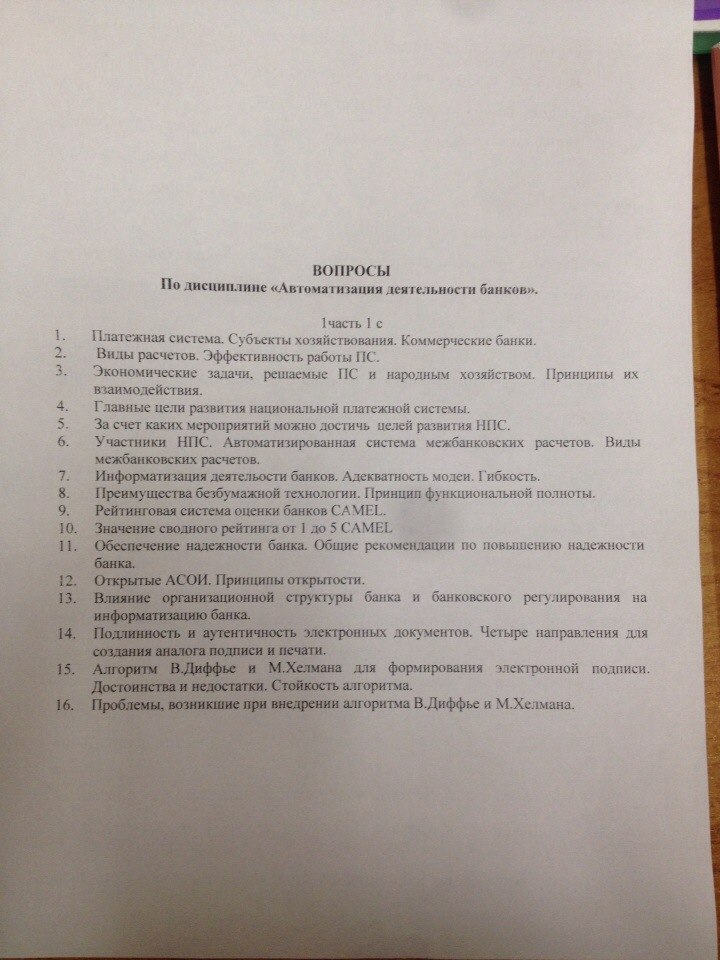 ВОПРОСЫ
По дисциплине «Автоматизация деятельности банков».
1часть 1 с
1. Платежная система. Субъекты хозяйствования. Коммерческие банки.
2. Виды расчетов. Эффективность работы ПС.
3. Экономические задачи, решаемые ПС и народным хозяйством. Принципы их
взаимодействия.
4. Главные цели развития национальной платежной системы.
5. За счет каких мероприятий можно достичь целей развития НПС.
6. Участники НПС. Автоматизированная система межбанковских расчетов. Виды
межбанковских расчетов.
7. Информатизация деятельости банков. Адекватность модеи. Гибкость.
8. Преимущества безбумажной технологии. Принцип функциональной полноты.
9. Рейтинговая система оценки банков CAMEL.
10. Значение сводного рейтинга от 1 до 5 CAMEL
11. Обеспечение надежности банка. Общие рекомендации по повышению надежности
банка.
12. Открытые АСОИ. Принципы открытости.
13. Влияние организационной структуры банка и банковского регулирования на
информатизацию банка.
14. Подлинность и аутентичность электронных документов. Четыре направления для
создания аналога подписи и печати.
15. Алгоритм В.Диффье и М.Хелмана для формирования электронной подписи.
Достоинства и недостатки. Стойкость алгоритма.
16. Проблемы, возникшие при внедрении алгоритма В.Диффье и М.Хелмана.